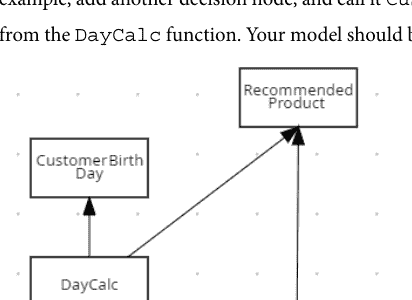 example, add another decision node, and call it
from the DayCalc function. Your model should
Recommended
Product
CustomerBirth
Day
DayCalc